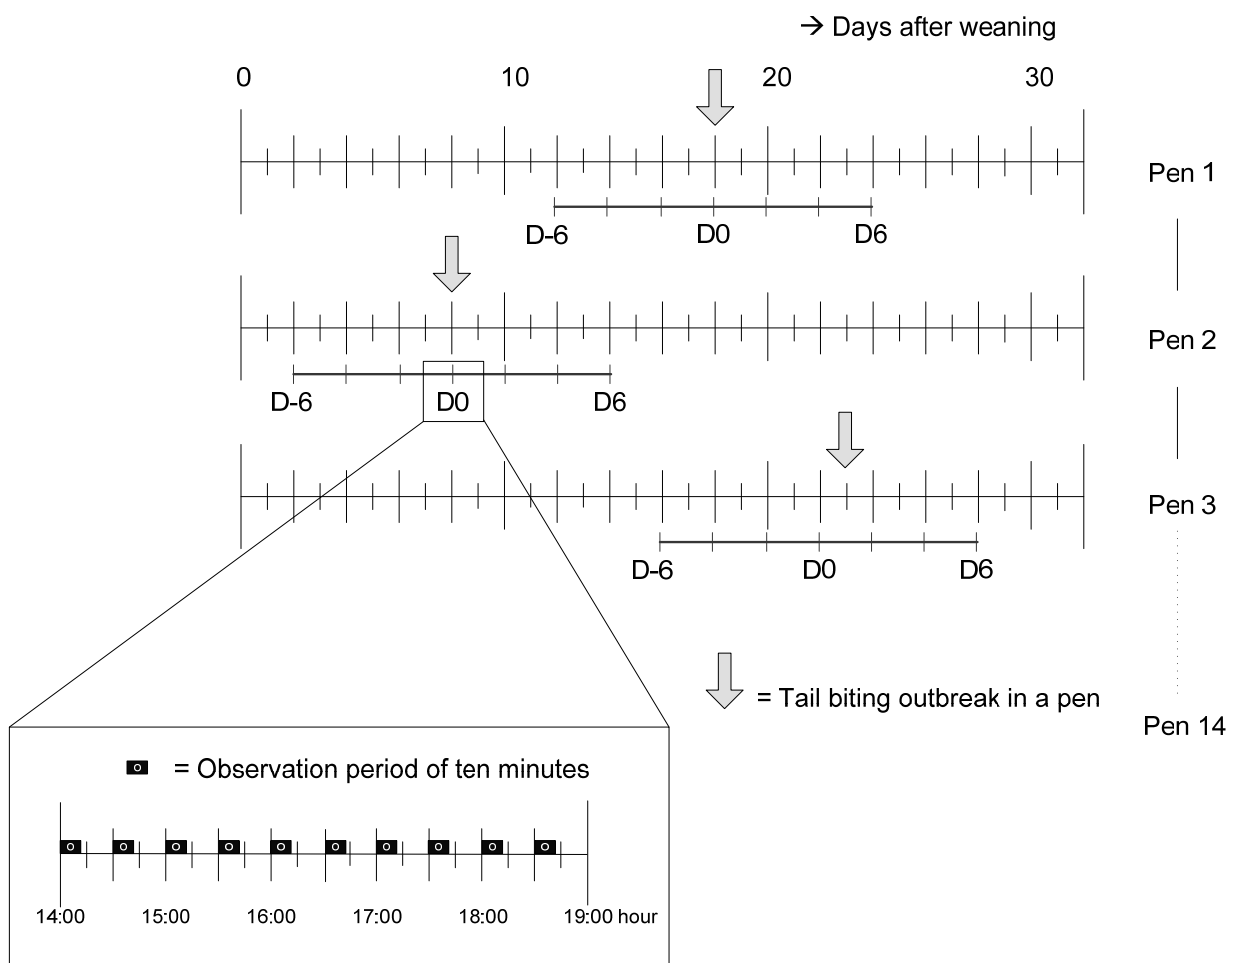 → Days after weaning
0 10 20 30
Pen 1
D-6 D0 D6
Pen 2
D-6 D0 D6
Pen 3
D-6 D0 D6
= Tail biting outbreak in a pen
Pen 14
= Observation period of ten minutes
14:00 15:00 16:00 17:00 18:00 19:00 hour